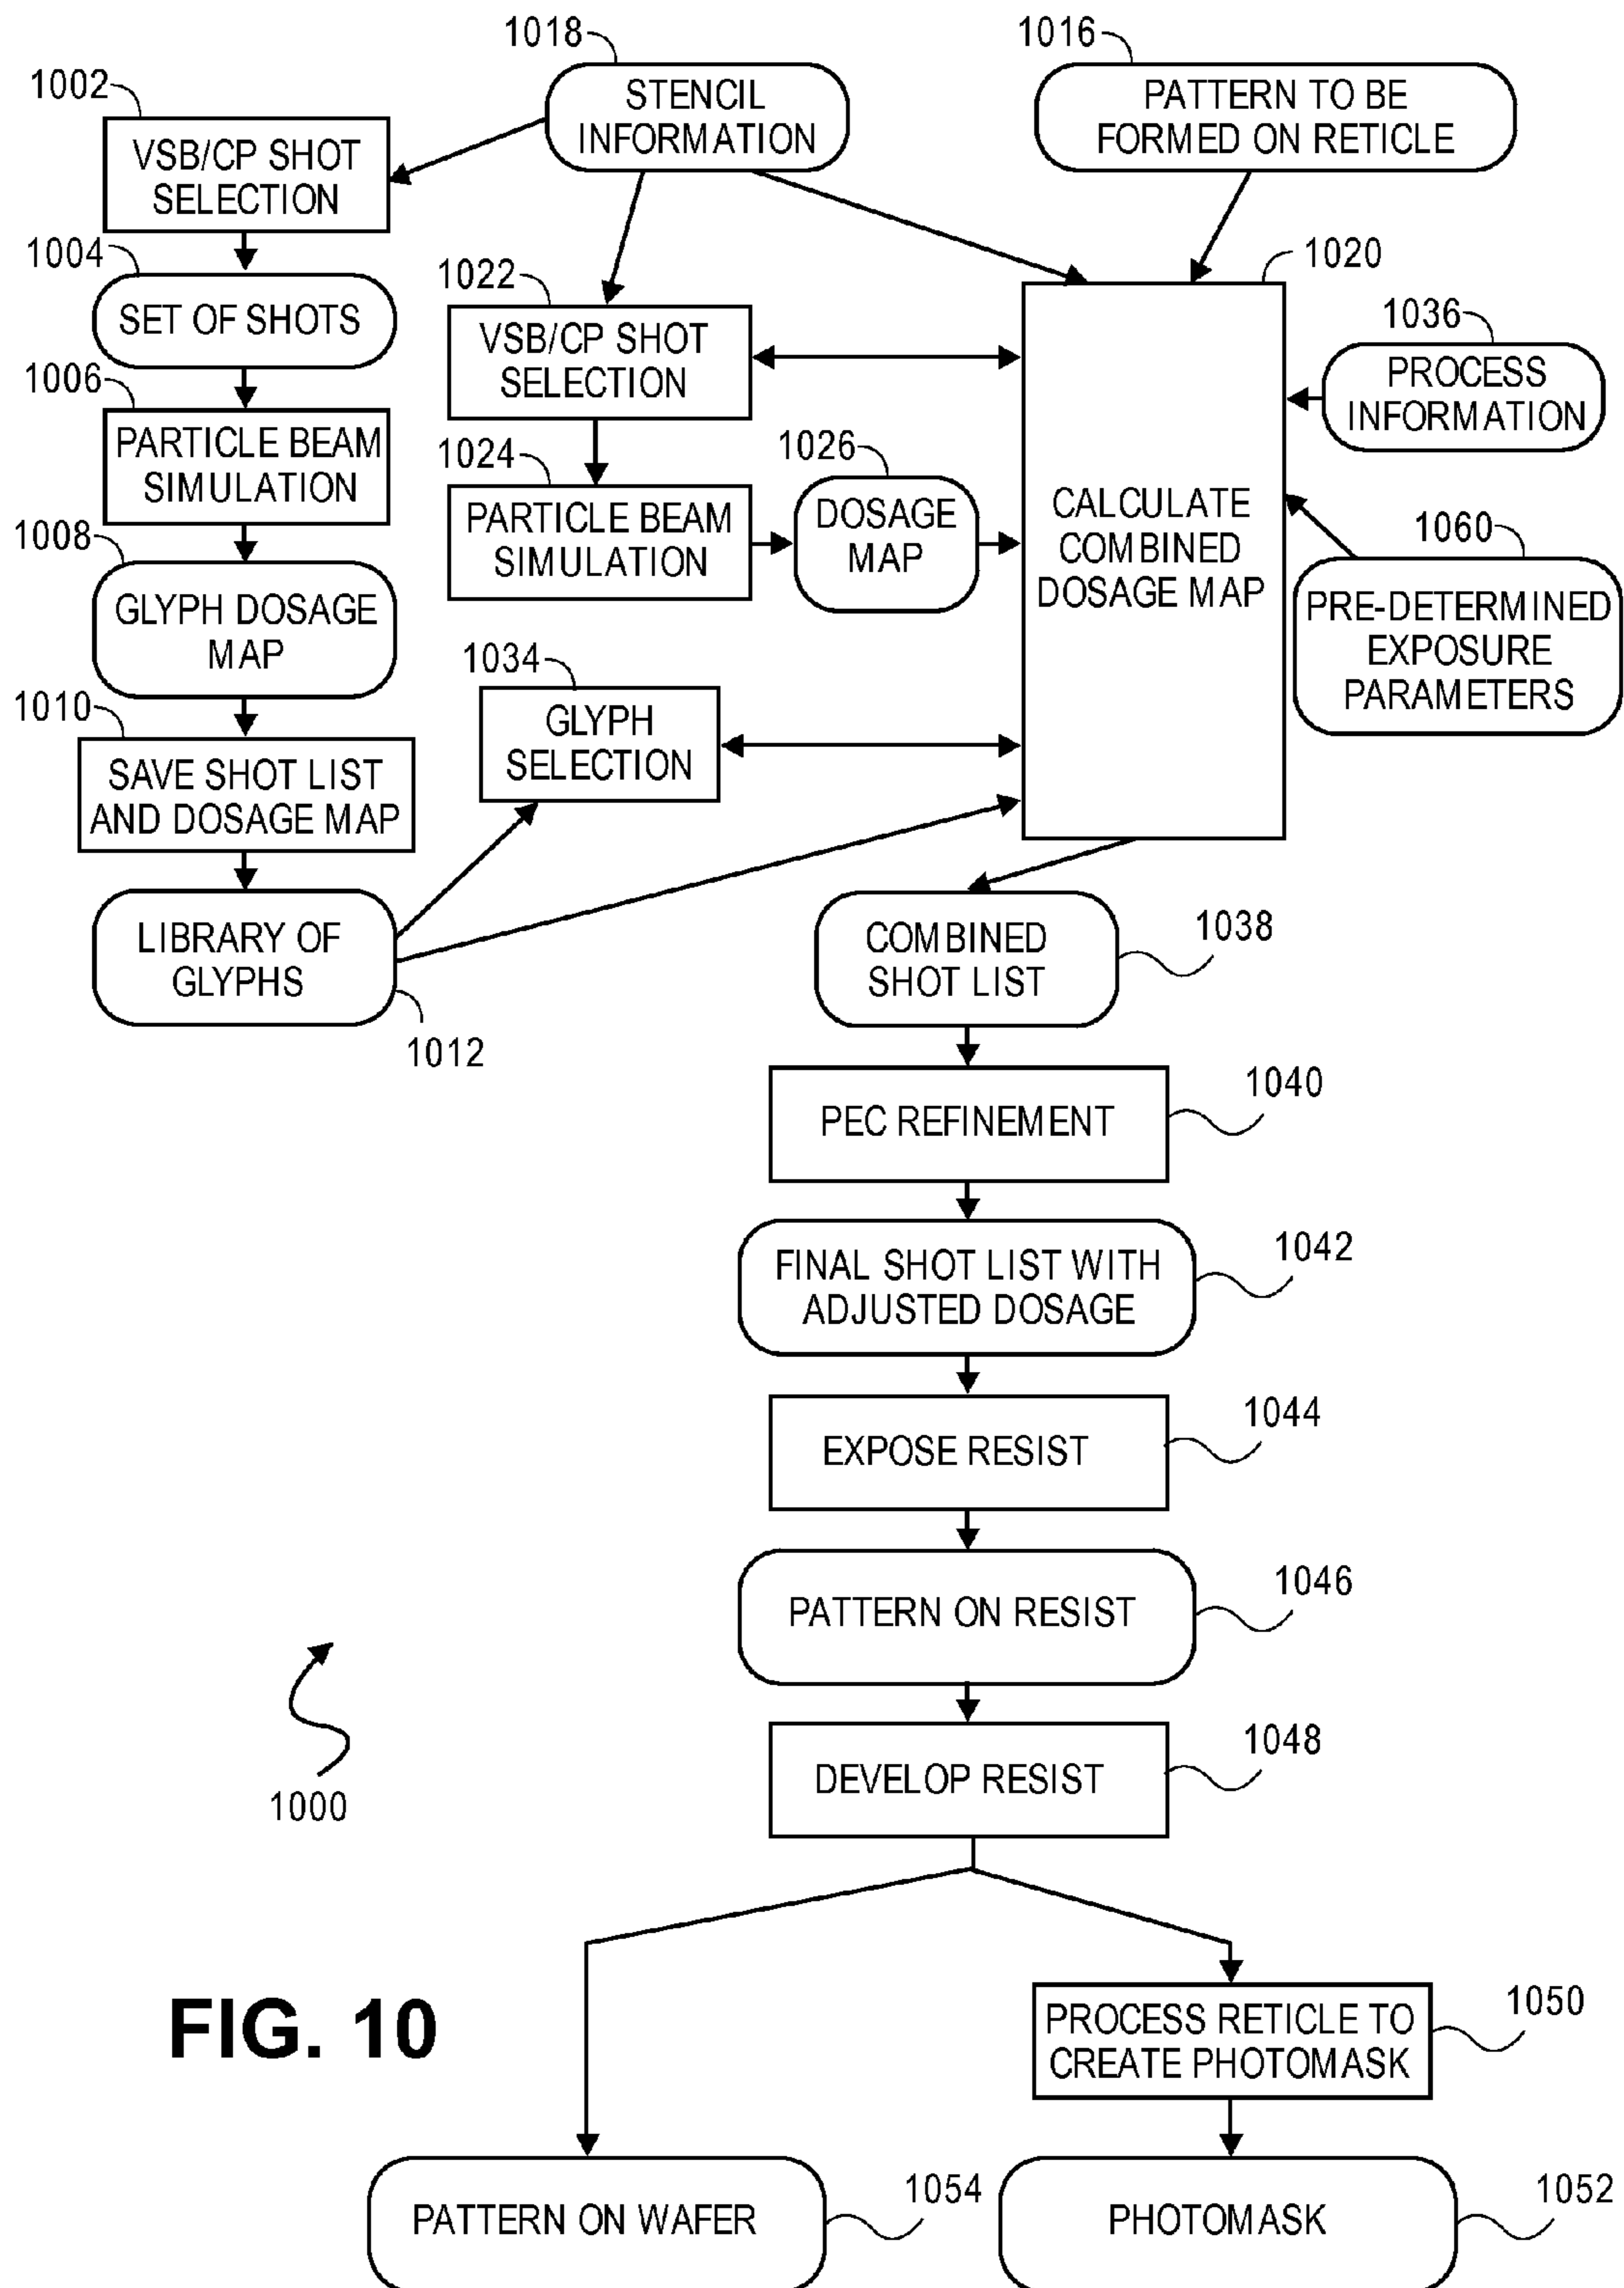 1018
STENCIL
INFORMATION
1016
PATTERN TO BE
FORMED ON RETICLE
1002
VSB/CP SHOT
SELECTION
1004
SET OF SHOTS
1006
PARTICLE BEAM
SIMULATION
1008
GLYPH DOSAGE
MAP
1010
SAVE SHOT LIST
AND DOSAGE MAP
LIBRARY OF
GLYPHS
1012
1022
VSB/CP SHOT
SELECTION
1024
PARTICLE BEAM
SIMULATION
1026
DOSAGE
MAP
1034
GLYPH
SELECTION
1020
CALCULATE
COMBINED
DOSAGE MAP
1036
PROCESS
INFORMATION
1060
PRE-DETERMINED
EXPOSURE
PARAMETERS
COMBINED
SHOT LIST
1038
PEC REFINEMENT
1040
FINAL SHOT LIST WITH
ADJUSTED DOSAGE
1042
EXPOSE RESIST
1044
PATTERN ON RESIST
1046
DEVELOP RESIST
1048
1000
FIG. 10
PROCESS RETICLE TO
CREATE PHOTOMASK
1050
PATTERN ON WAFER
1054
PHOTOMASK
1052